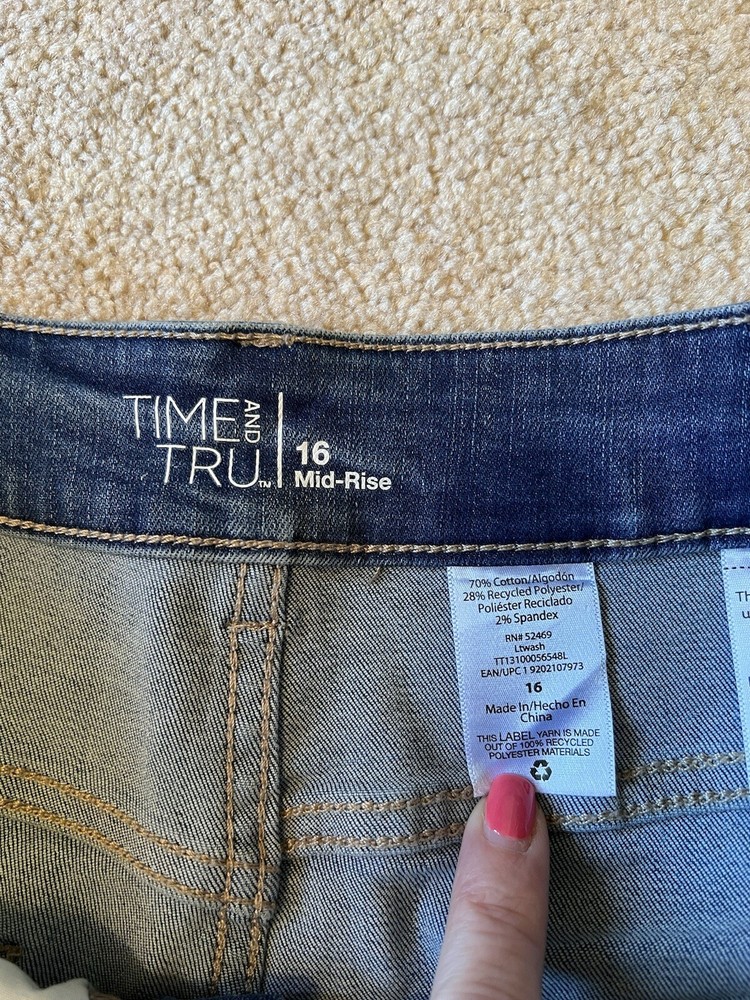 TIME AND
TRU™
16
Mid-Rise
70% Cotton/Algodón
28% Recycled Polyester/
Poliéster Reciclado
2% Spandex
RN# 52469
Ltwash
TT13100056548L
EAN/UPC 1 9202107973
16
Made In/Hecho En
China
THIS LABEL YARN IS MADE
OUT OF 100% RECYCLED
POLYESTER MATERIALS